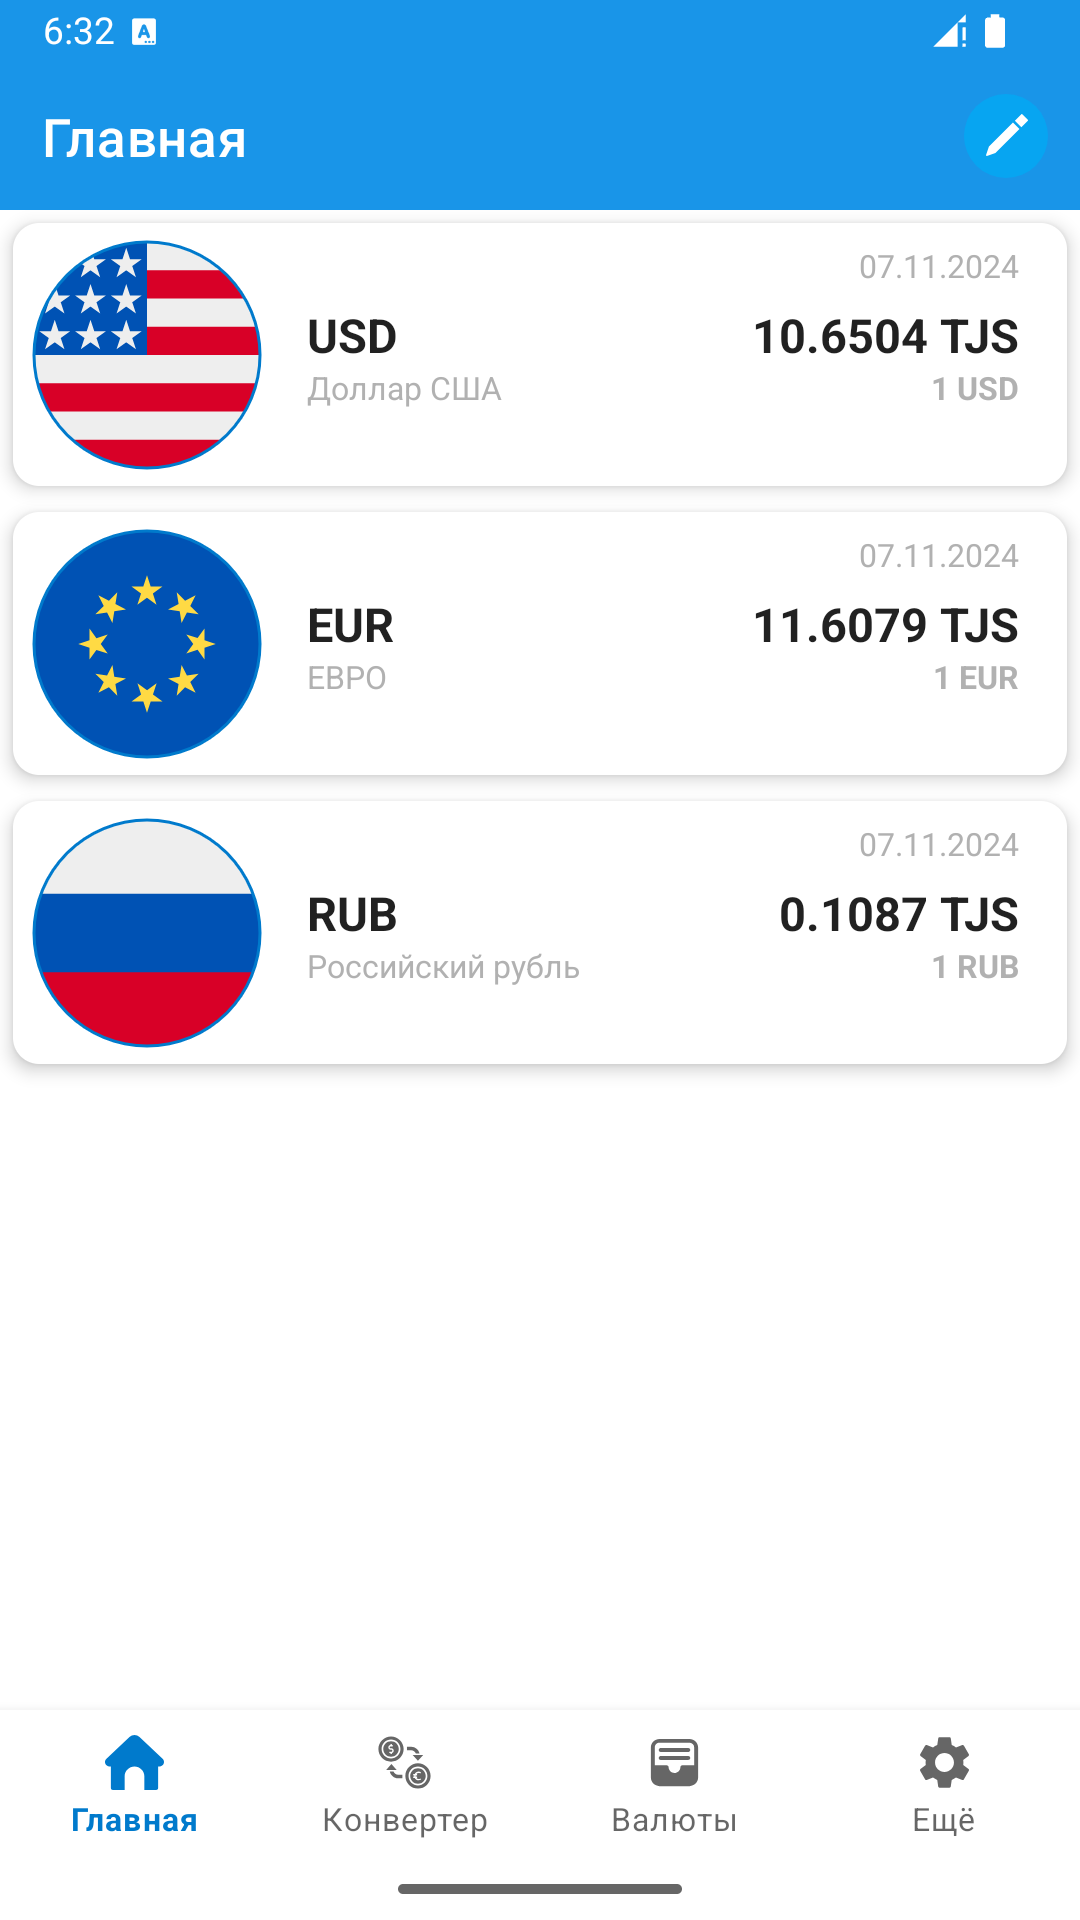 6:32
Главная
07.11.2024
USD
10.6504 TJS
Доллар США
1 USD
07.11.2024
EUR
11.6079 TJS
ЕВРО
1 EUR
07.11.2024
RUB
0.1087 TJS
Российский рубль
1 RUB
Главная
Конвертер
Валюты
Ещё